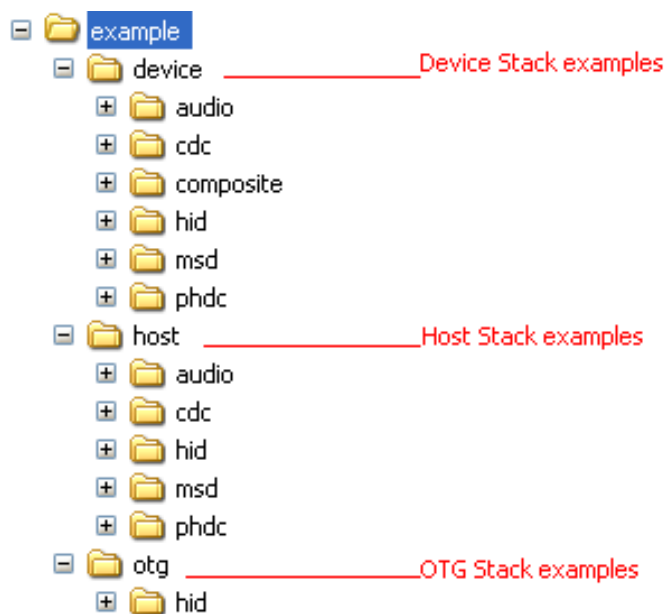 example
device Device Stack examples
audio
cdc
composite
hid
msd
phdc
host Host Stack examples
audio
cdc
hid
msd
phdc
otg OTG Stack examples
hid